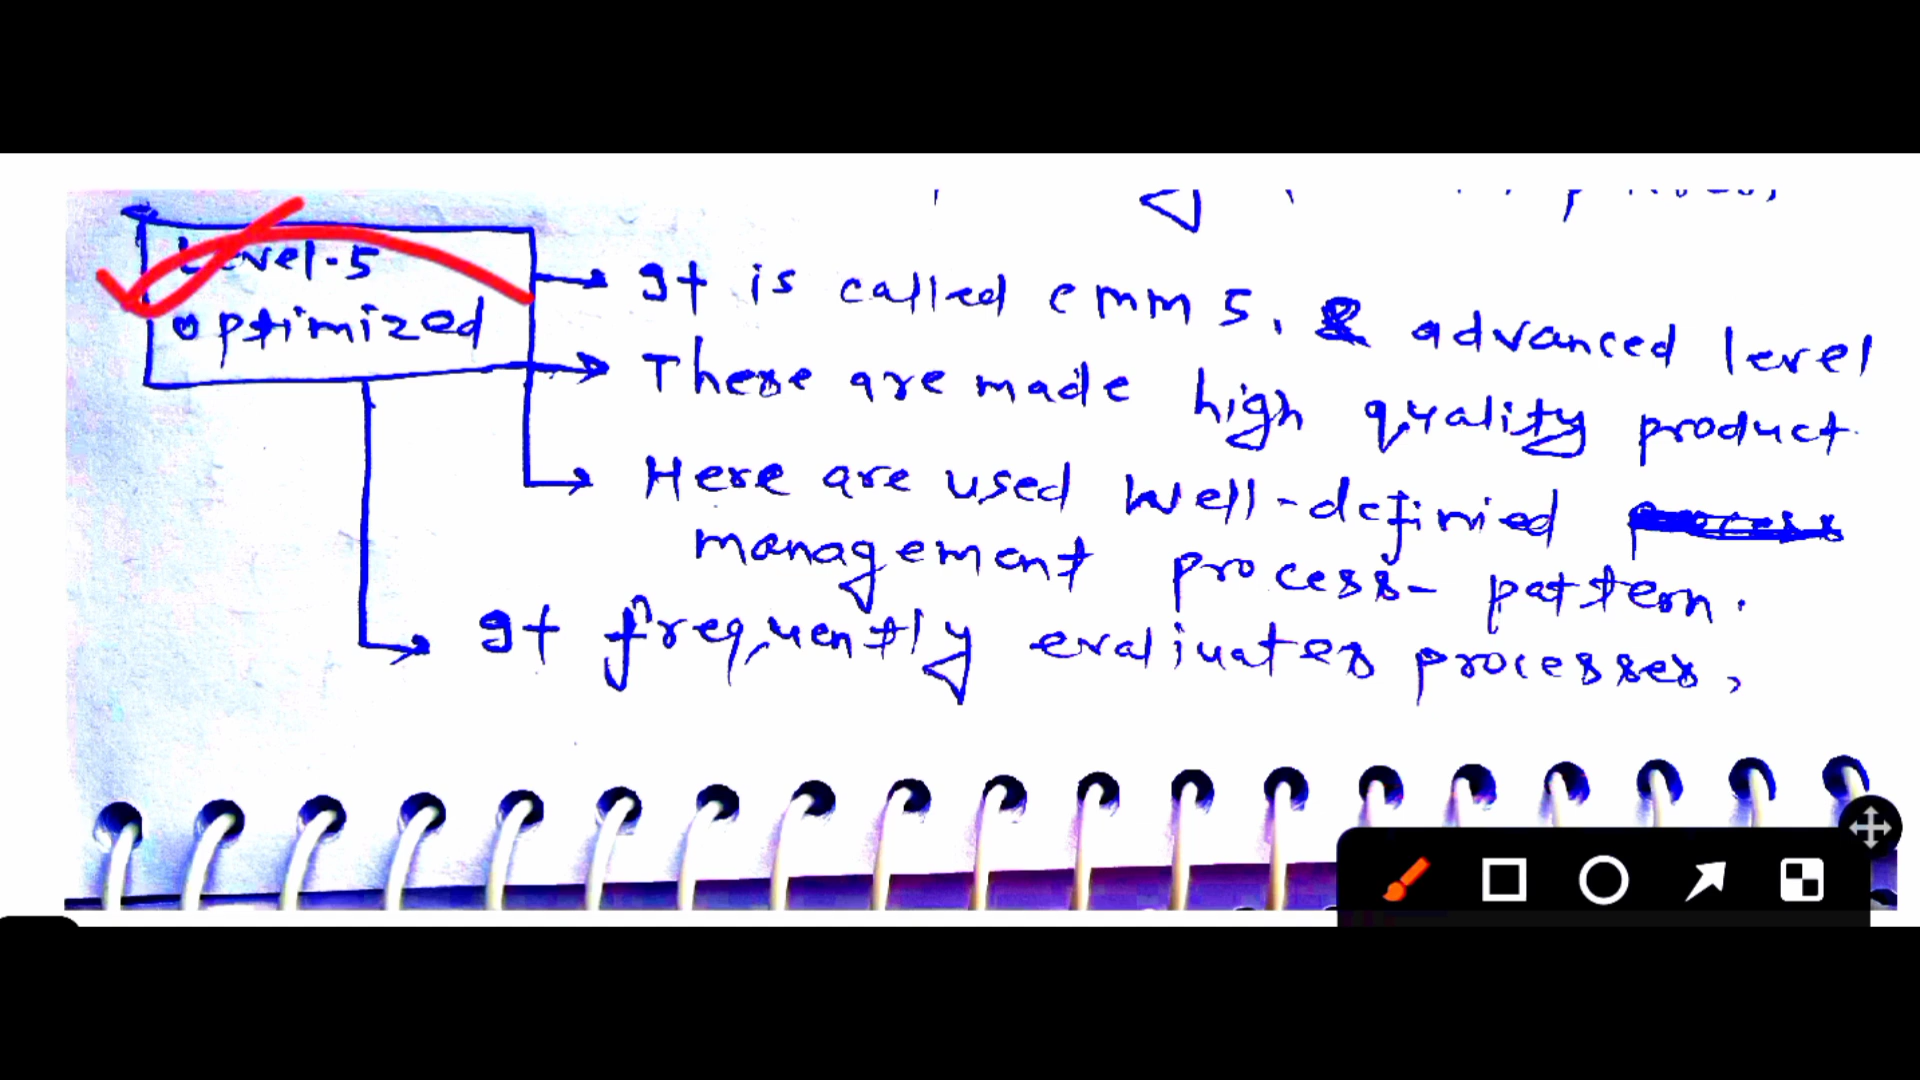 Level-5
optimized
It is called cmm 5, & advanced level
These are made high quality product.
Here are used well-definied
management process- pattern.
It frequently evaluates processes,